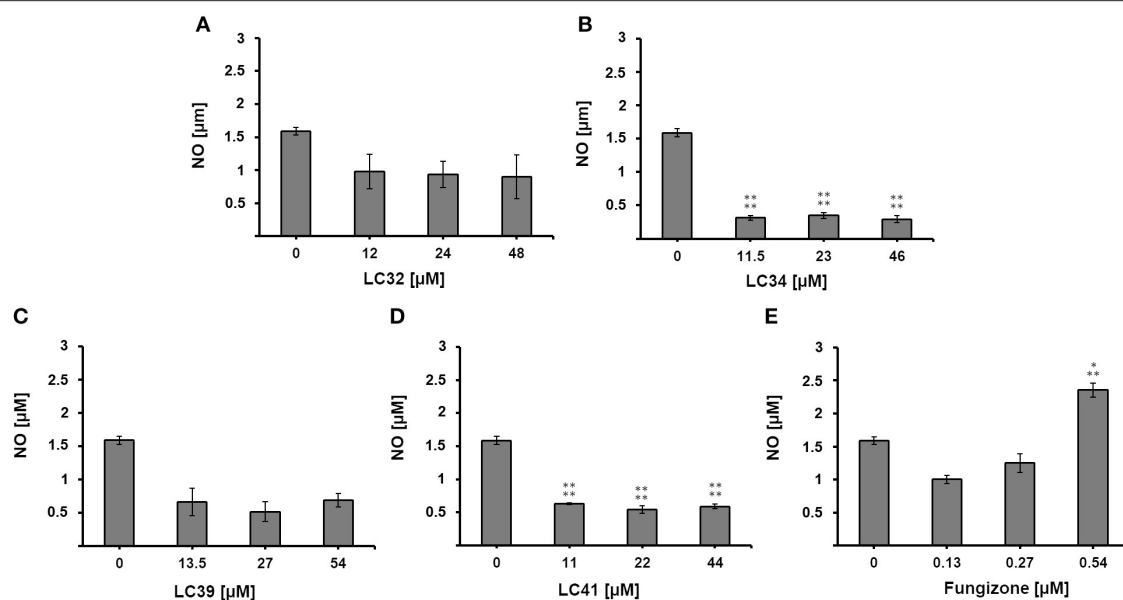 A
3
2.5
2
1.5
1
0.5
NO [µm]
0 12 24 48
LC32 [µM]
B
3
2.5
2
1.5
1
0.5
NO [µm]
** ** **
** ** **
0 11.5 23 46
LC34 [µM]
C
3
2.5
2
1.5
1
0.5
NO [µM]
0 13.5 27 54
LC39 [µM]
D
3
2.5
2
1.5
1
0.5
NO [µM]
** ** **
** ** **
0 11 22 44
LC41 [µM]
E
3
2.5
2
1.5
1
0.5
NO [µM]
*
**
0 0.13 0.27 0.54
Fungizone [µM]